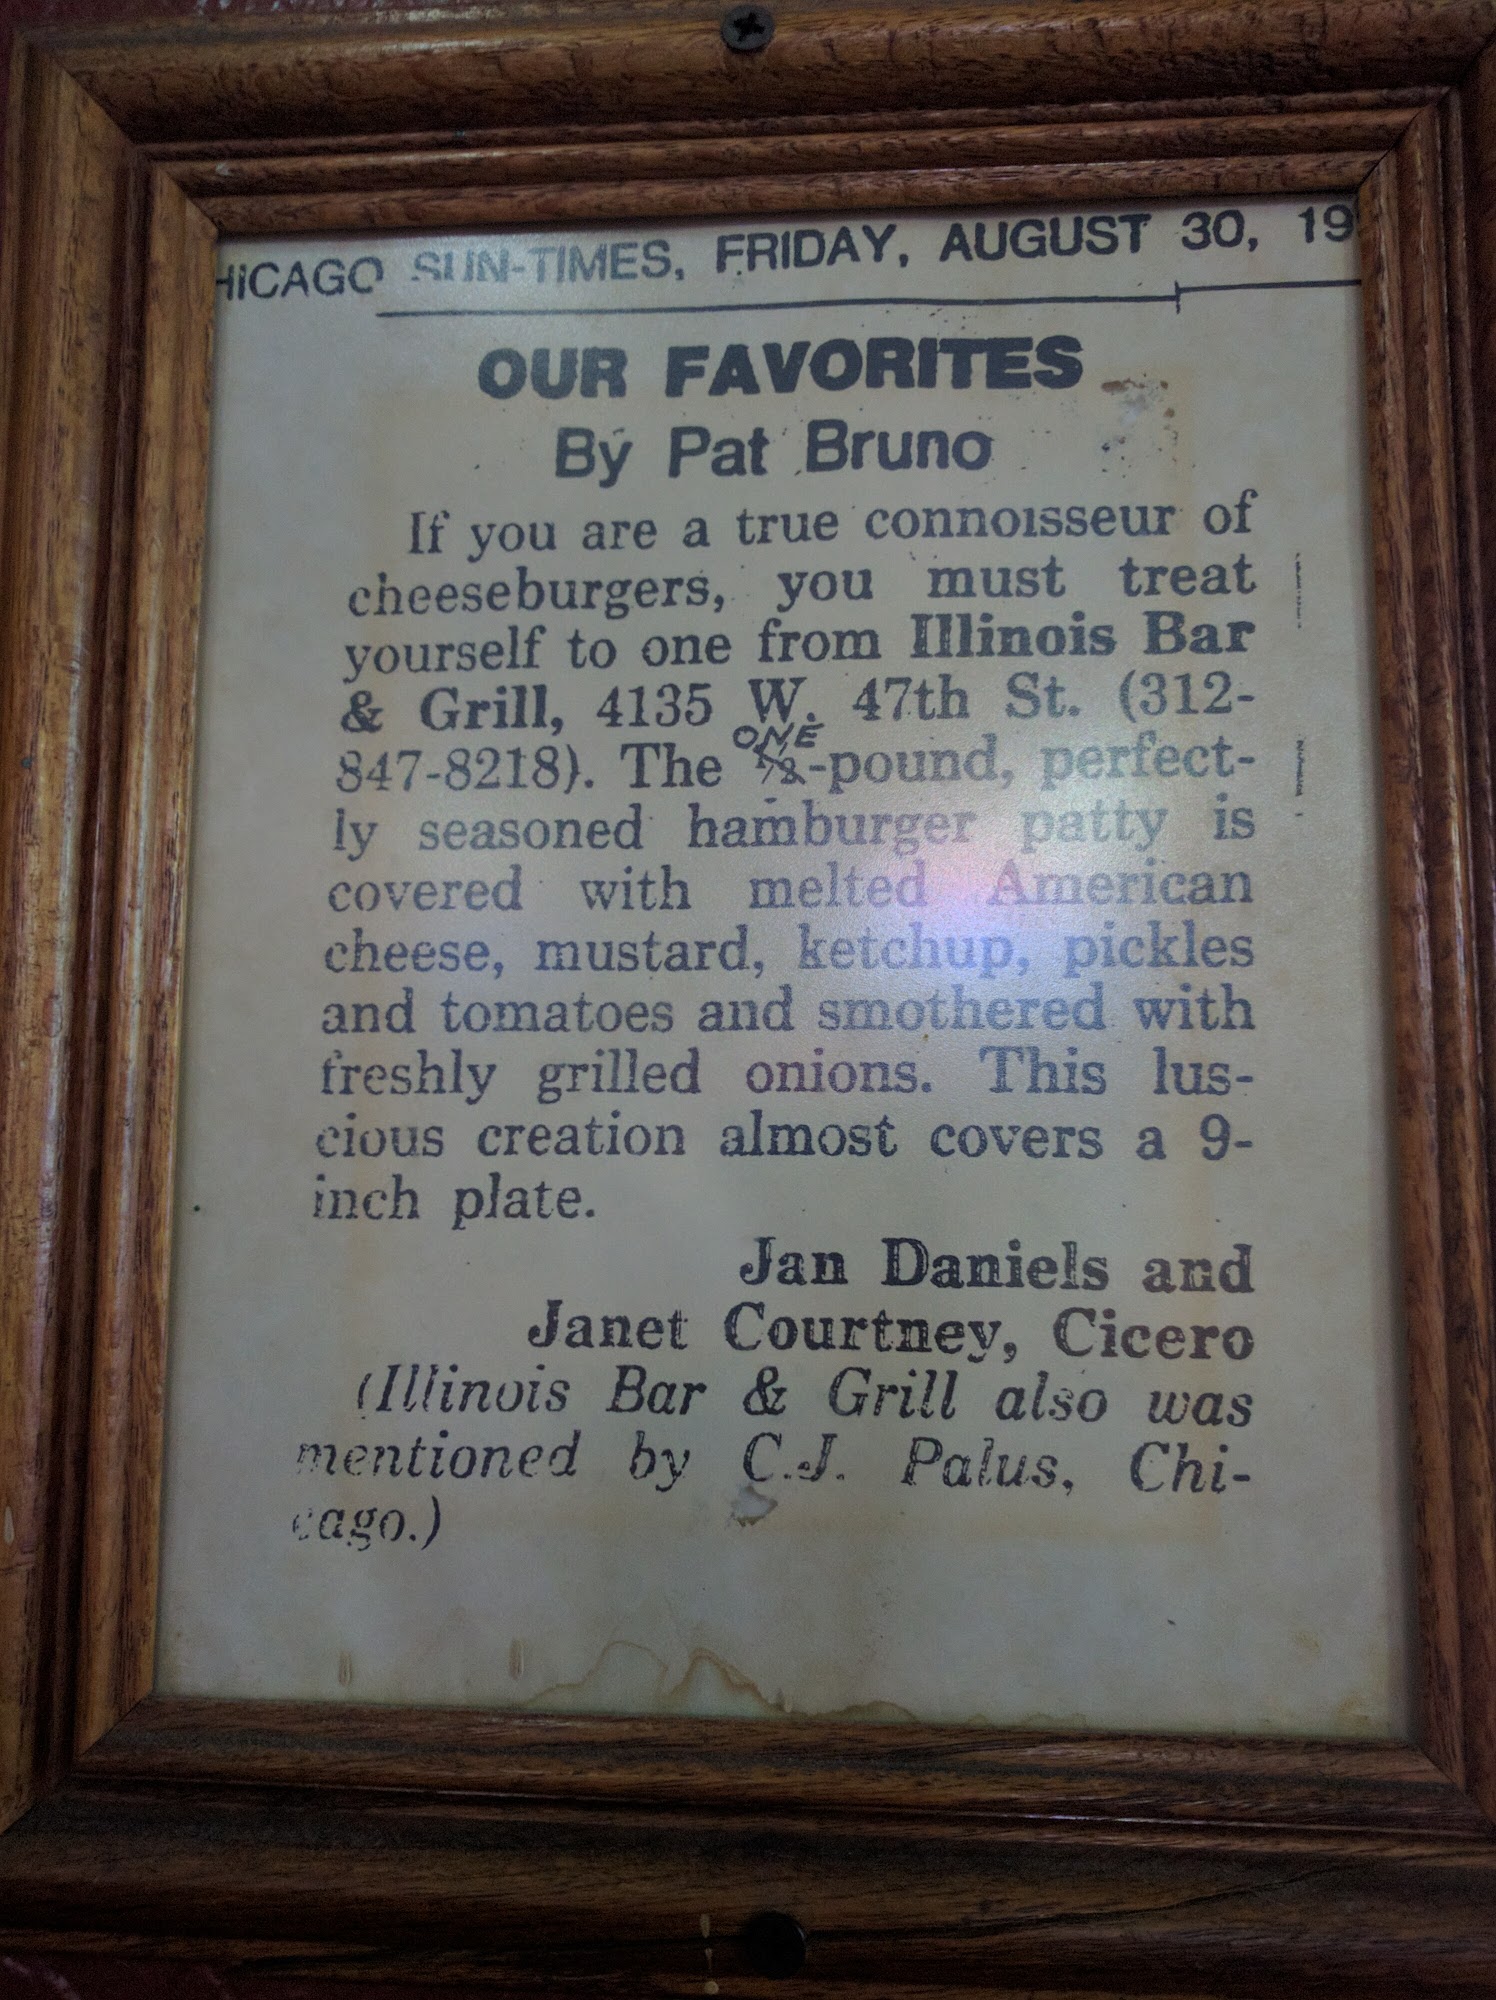 HICAGO SUN-TIMES, FRIDAY, AUGUST 30, 19
OUR FAVORITES
By Pat Bruno
If you are a true connoisseur of
cheeseburgers, you must treat
yourself to one from Illinois Bar
& Grill, 4135 W. 47th St. (312-
ONE
847-8218). The 1/2-pound, perfect-
ly seasoned hamburger patty is
covered with melted American
cheese, mustard, ketchup, pickles
and tomatoes and smothered with
freshly grilled onions. This lus-
cious creation almost covers a 9-
inch plate.
Jan Daniels and
Janet Courtney, Cicero
(Illinois Bar & Grill also was
mentioned by C.J. Palus, Chi-
cago.)